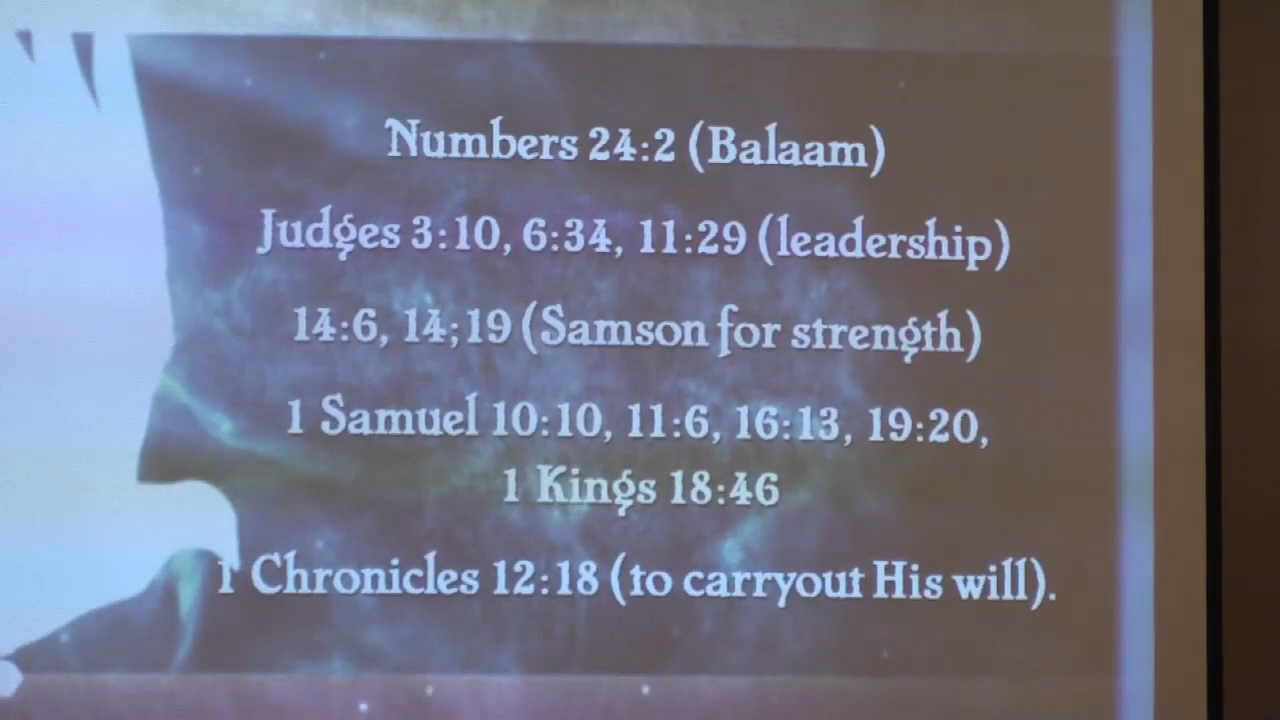 Numbers 24:2 (Balaam)
Judges 3:10, 6:34, 11:29 (leadership)
14:6, 14;19 (Samson for strength)
1 Samuel 10:10, 11:6, 16:13, 19:20,
1 Kings 18:46
1 Chronicles 12:18 (to carryout His will).